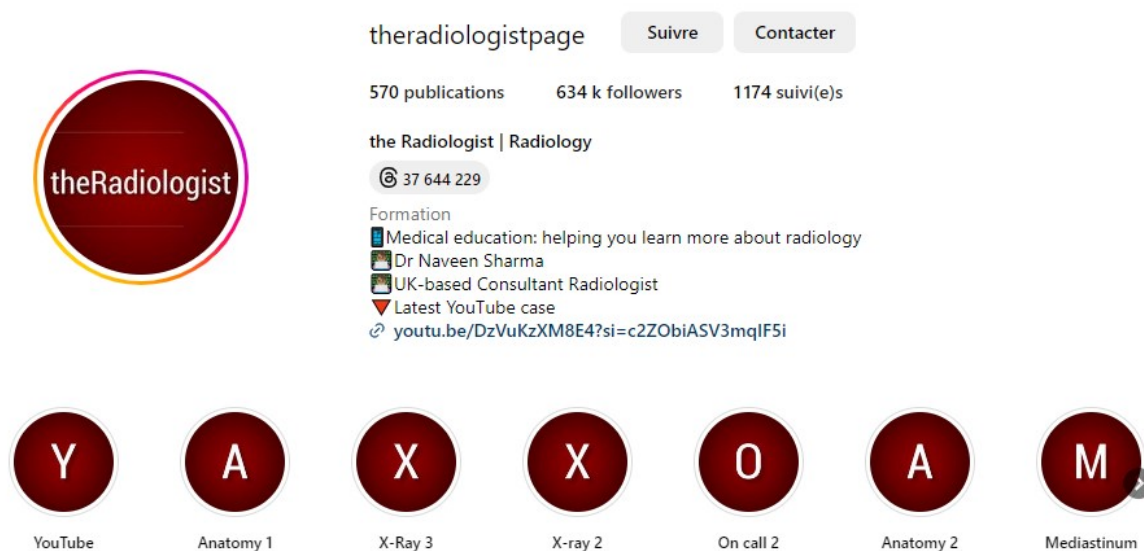 theradiologistpage Suivre Contacter
570 publications 634 k followers 1174 suivi(e)s
theRadiologist
the Radiologist | Radiology
37 644 229
Formation
Medical education: helping you learn more about radiology
Dr Naveen Sharma
UK-based Consultant Radiologist
Latest YouTube case
youtu.be/DzVuKzXM8E4?si=c2ZObiASV3mqIF5i
Y A X X O A M
YouTube Anatomy 1 X-Ray 3 X-ray 2 On call 2 Anatomy 2 Mediastinum